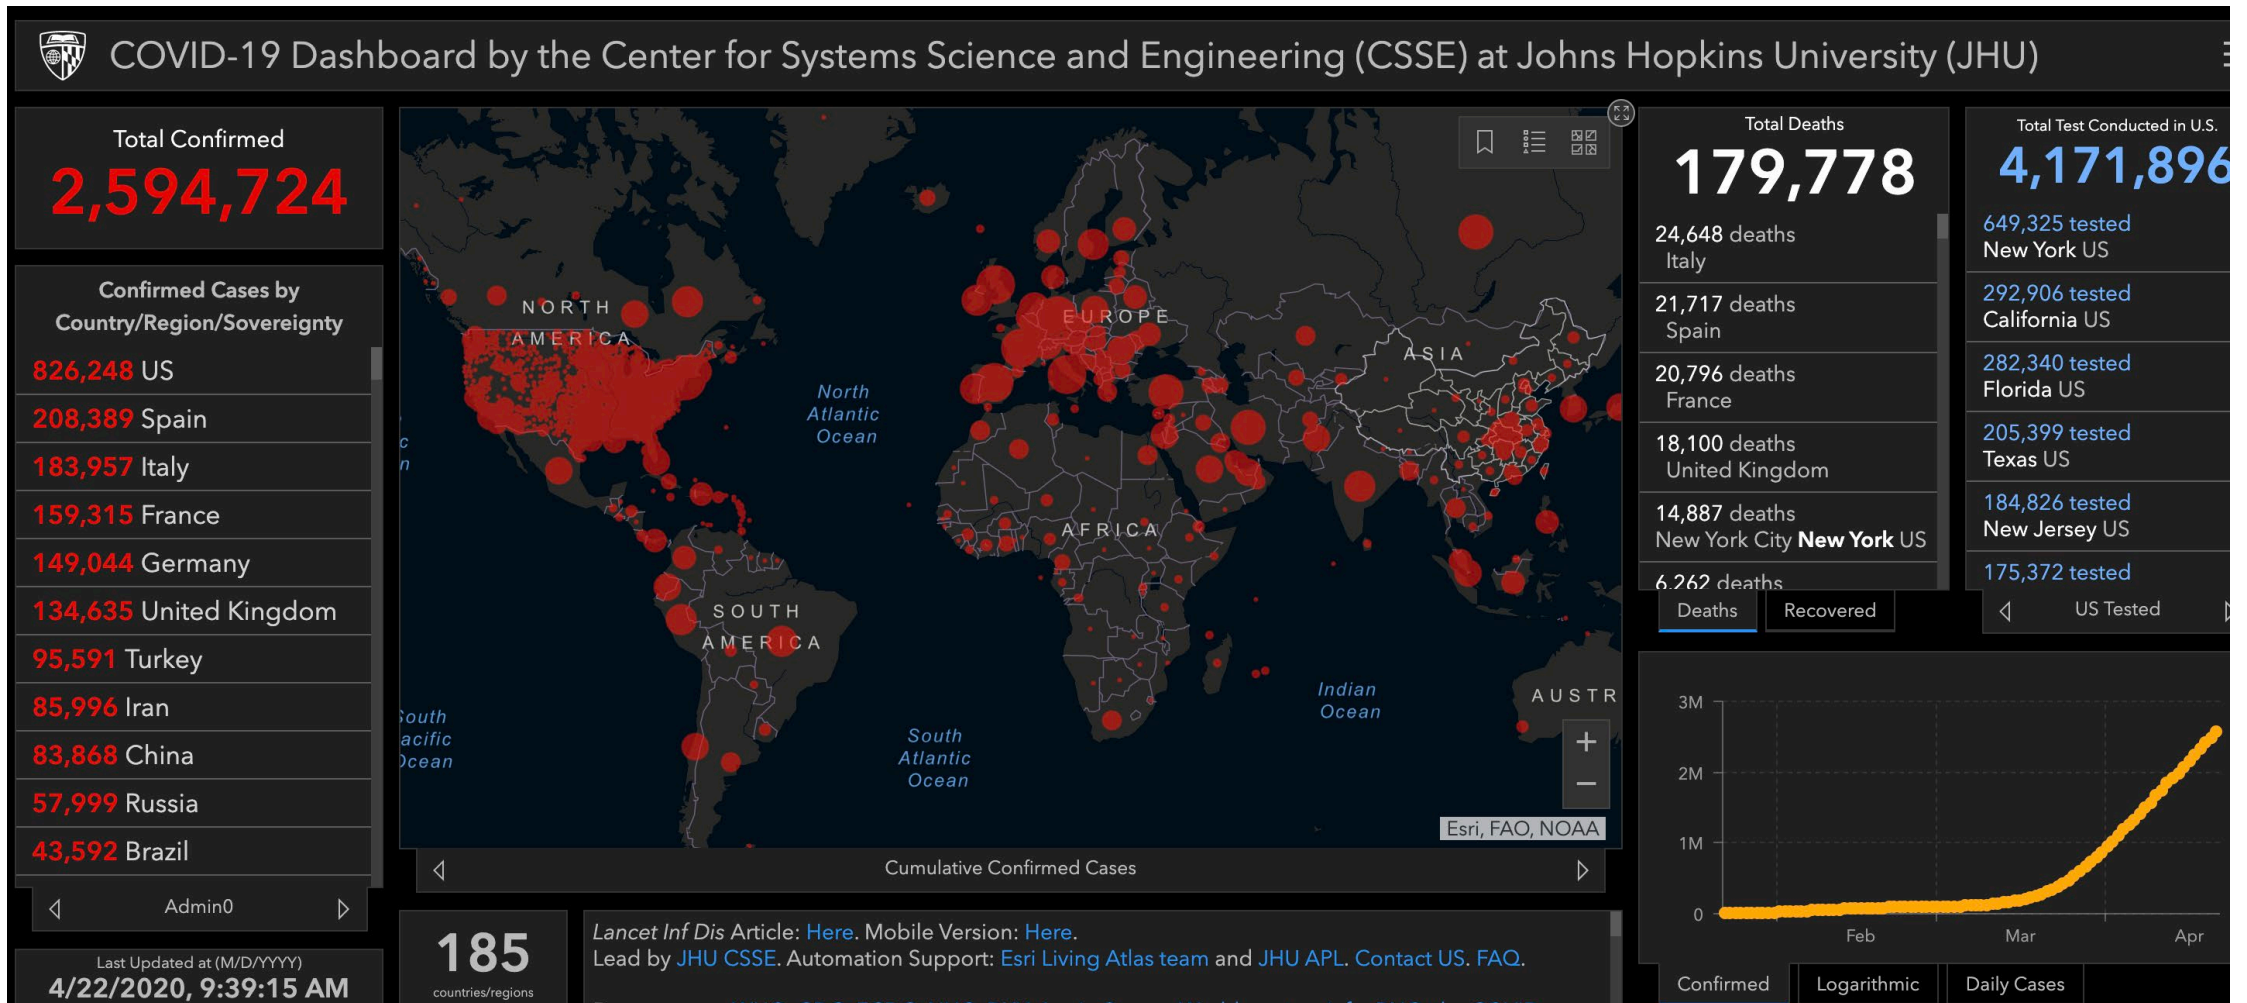 COVID-19 Dashboard by the Center for Systems Science and Engineering (CSSE) at Johns Hopkins University (JHU)
Total Confirmed
2,594,724
Confirmed Cases by
Country/Region/Sovereignty
826,248 US
208,389 Spain
183,957 Italy
159,315 France
149,044 Germany
134,635 United Kingdom
95,591 Turkey
85,996 Iran
83,868 China
57,999 Russia
43,592 Brazil
Admin0
Last Updated at (M/D/YYYY)
4/22/2020, 9:39:15 AM
NORTH
AMERICA
EUROPE
ASIA
North
Atlantic
Ocean
AFRICA
SOUTH
AMERICA
Indian
Ocean
AUSTR
South
Atlantic
Ocean
South
acific
Ocean
Esri, FAO, NOAA
Cumulative Confirmed Cases
185
countries/regions
Lancet Inf Dis Article: Here. Mobile Version: Here.
Lead by JHU CSSE. Automation Support: Esri Living Atlas team and JHU APL. Contact US. FAQ.
Total Deaths
179,778
24,648 deaths
Italy
21,717 deaths
Spain
20,796 deaths
France
18,100 deaths
United Kingdom
14,887 deaths
New York City New York US
6,262 deaths
Deaths
Recovered
Total Test Conducted in U.S.
4,171,896
649,325 tested
New York US
292,906 tested
California US
282,340 tested
Florida US
205,399 tested
Texas US
184,826 tested
New Jersey US
175,372 tested
US Tested
3M
2M
1M
0
Feb
Mar
Apr
Confirmed
Logarithmic
Daily Cases